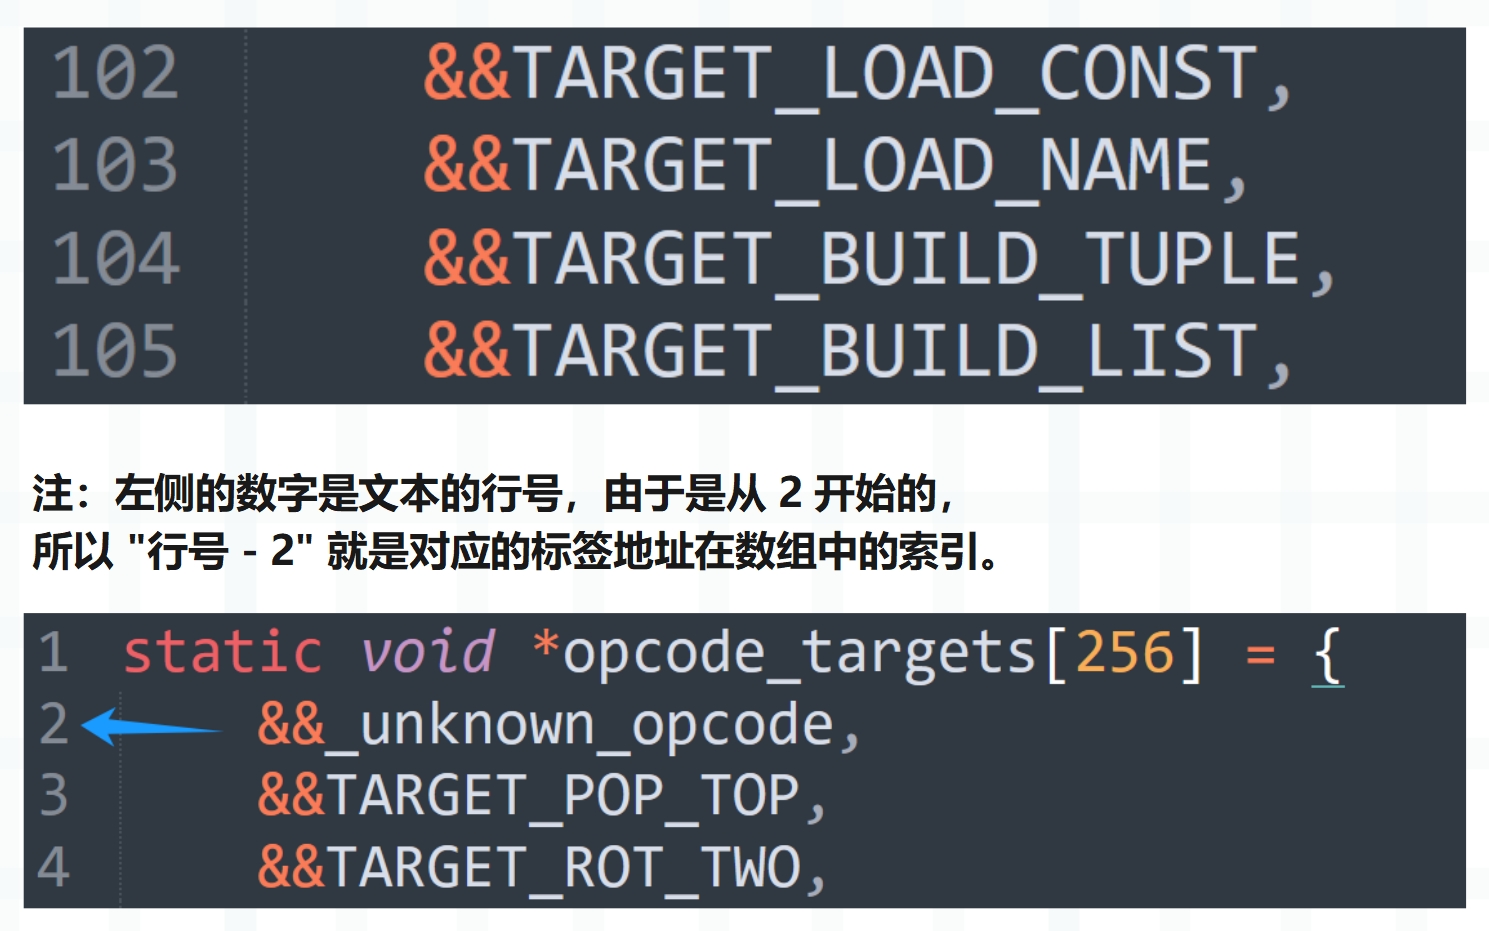 102 &&TARGET_LOAD_CONST,
103 &&TARGET_LOAD_NAME,
104 &&TARGET_BUILD_TUPLE,
105 &&TARGET_BUILD_LIST,
注：左侧的数字是文本的行号，由于是从 2 开始的，
所以 "行号 - 2" 就是对应的标签地址在数组中的索引。
1 static void *opcode_targets[256] = {
2 &&_unknown_opcode,
3 &&TARGET_POP_TOP,
4 &&TARGET_ROT_TWO,